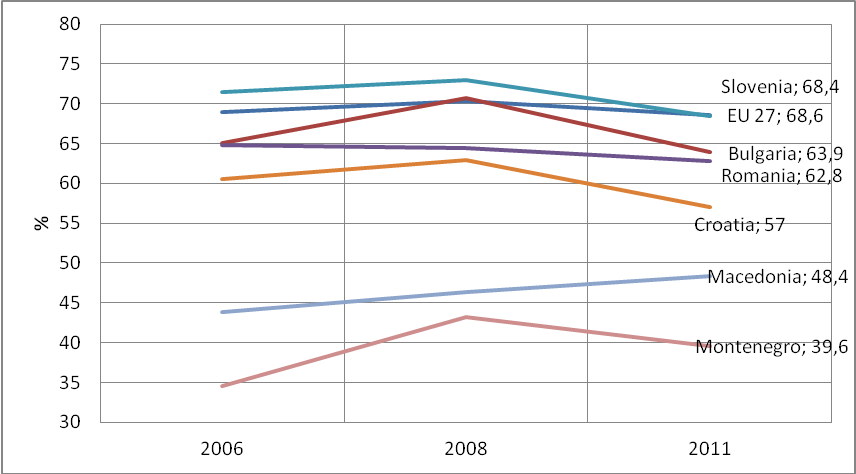 80
75
70
65
60
55
50
45
40
35
30
%
Slovenia; 68,4
EU 27; 68,6
Bulgaria; 63,9
Romania; 62,8
Croatia; 57
Macedonia; 48,4
Montenegro; 39,6
2006 2008 2011